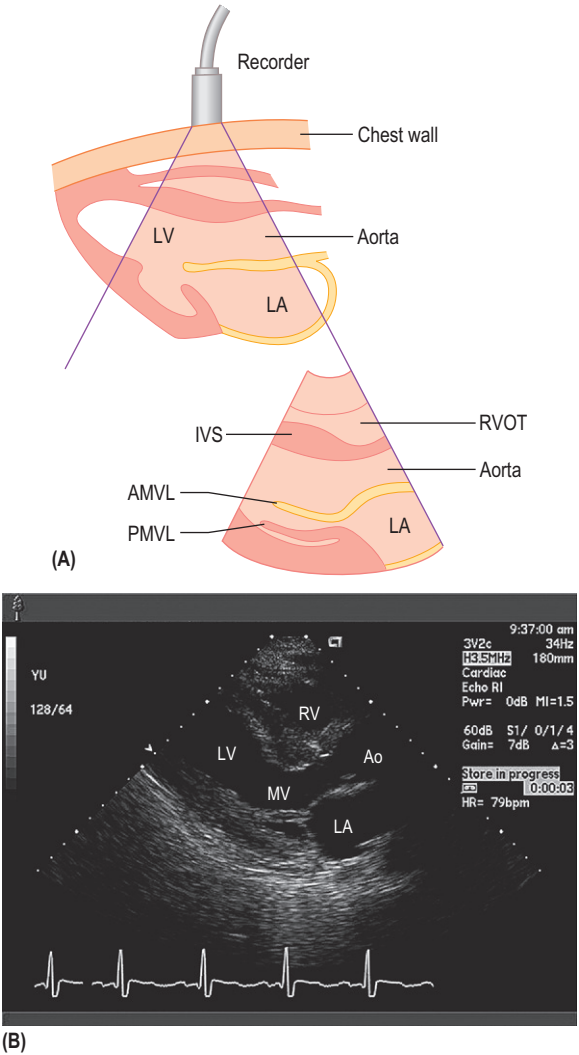 Recorder
Chest wall
LV
Aorta
LA
RVOT
IVS
Aorta
AMVL
LA
PMVL
(A)
9:37:00 am
3V2c 34Hz
H3.5MHz 180mm
Cardiac
Echo RI
Pwr= 0dB MI=1.5
60dB S1/ 0/1/4
Gain= 7dB Δ=3
Store in progress
0:00:03
HR= 79bpm
YU
128/64
RV
LV
Ao
MV
LA
(B)